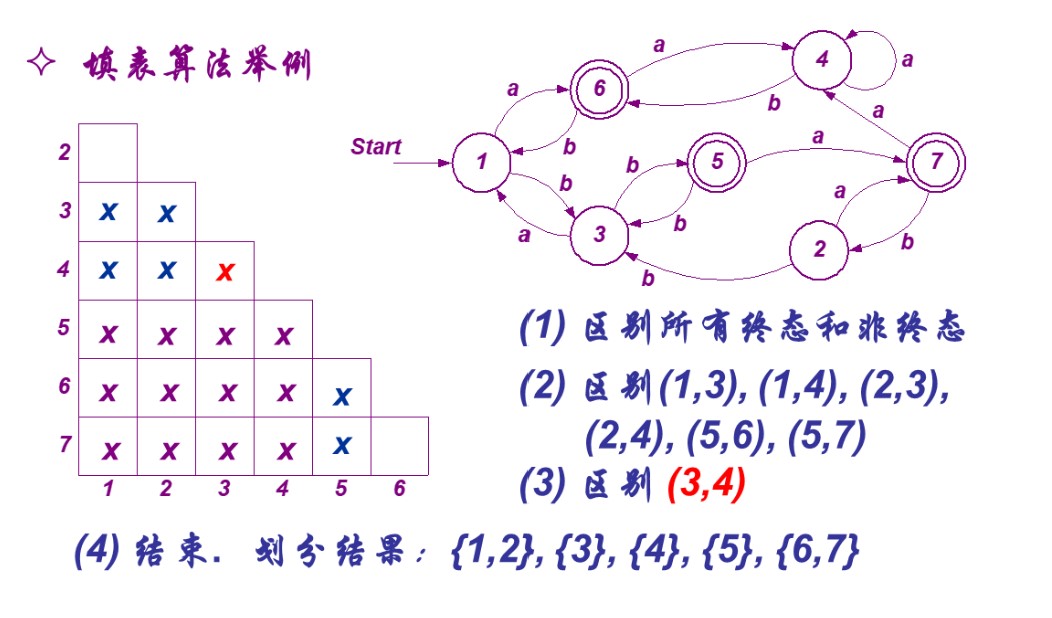 ✧ 填表算法举例
2
3 x x
4 x x x
5 x x x x
6 x x x x x
7 x x x x x
1 2 3 4 5 6
Start
1
2
3
4
5
6
7
a
b
a
b
a
a
b
a
b
b
a
a
b
b
(1) 区别所有终态和非终态
(2) 区别(1,3), (1,4), (2,3),
(2,4), (5,6), (5,7)
(3) 区别 (3,4)
(4) 结束. 划分结果: {1,2}, {3}, {4}, {5}, {6,7}